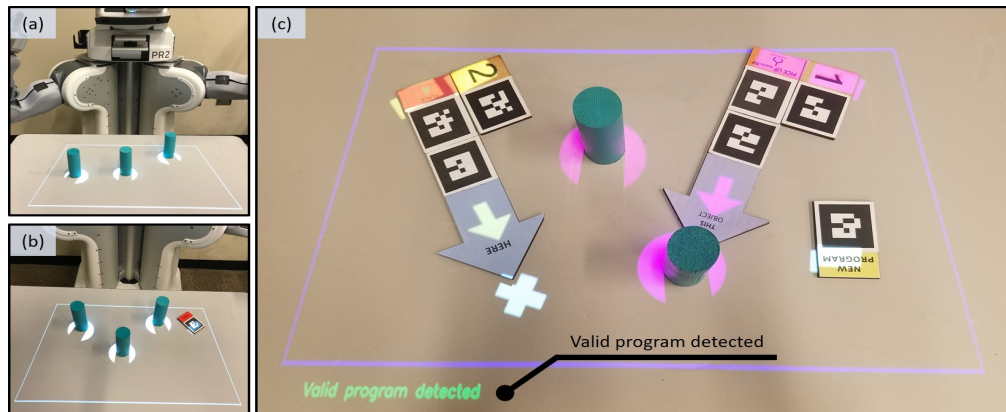 (a)
PR2
(b)
(c)
2
PICK UP
1
HERE
THIS
OBJECT
NEW
PROGRAM
Valid program detected
Valid program detected